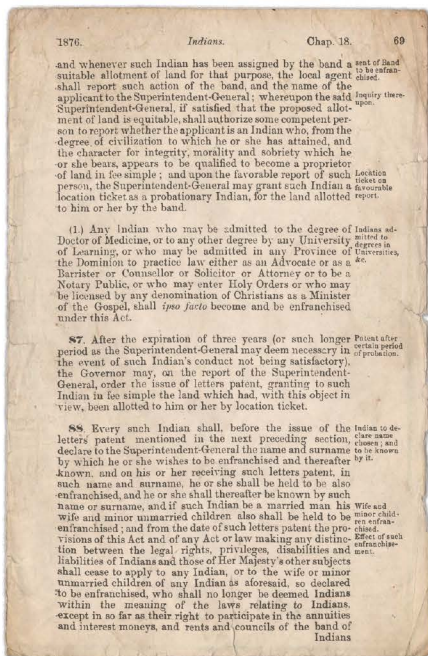 1876. Indians. Chap. 18. 69
and whenever such Indian has been assigned by the band a
suitable allotment of land for that purpose, the local agent
shall report such action of the band, and the name of the
applicant to the Superintendent-General; whereupon the said
Superintendent-General, if satisfied that the proposed allot-
ment of land is equitable, shall authorize some competent per-
son to report whether the applicant is an Indian who, from the
degree of civilization to which he or she has attained, and
the character for integrity, morality and sobriety which he
or she bears, appears to be qualified to become a proprietor
of land in fee simple; and upon the favorable report of such
person, the Superintendent-General may grant such Indian a
location ticket as a probationary Indian, for the land allotted
to him or her by the band.
sent of Band
to be enfran-
chised.
Inquiry there-
upon.
Location
ticket on
favourable
report.
(1.) Any Indian who may be admitted to the degree of
Doctor of Medicine, or to any other degree by any University
of Learning, or who may be admitted in any Province of
the Dominion to practice law either as an Advocate or as a
Barrister or Counsellor or Solicitor or Attorney or to be a
Notary Public, or who may enter Holy Orders or who may
be licensed by any denomination of Christians as a Minister
of the Gospel, shall ipso facto become and be enfranchised
under this Act.
Indians ad-
mitted to
degrees in
Universities,
&c.
87. After the expiration of three years (or such longer
period as the Superintendent-General may deem necessary in
the event of such Indian's conduct not being satisfactory),
the Governor may, on the report of the Superintendent-
General, order the issue of letters patent, granting to such
Indian in fee simple the land which had, with this object in
view, been allotted to him or her by location ticket.
Patent after
certain period
of probation.
88. Every such Indian shall, before the issue of the
letters patent mentioned in the next preceding section,
declare to the Superintendent-General the name and surname
by which he or she wishes to be enfranchised and thereafter
known, and on his or her receiving such letters patent, in
such name and surname, he or she shall be held to be also
enfranchised, and he or she shall thereafter be known by such
name or surname, and if such Indian be a married man his
wife and minor unmarried children also shall be held to be
enfranchised; and from the date of such letters patent the pro-
visions of this Act and of any Act or law making any distinc-
tion between the legal rights, privileges, disabilities and
liabilities of Indians and those of Her Majesty's other subjects
shall cease to apply to any Indian, or to the wife or minor
unmarried children of any Indian as aforesaid, so declared
to be enfranchised, who shall no longer be deemed Indians
within the meaning of the laws relating to Indians,
except in so far as their right to participate in the annuities
and interest moneys, and rents and councils of the band of
Indians
Indian to de-
clare name
chosen; and
to be known
by it.
Wife and
minor child-
ren enfran-
chised.
Effect of such
enfranchise-
ment.